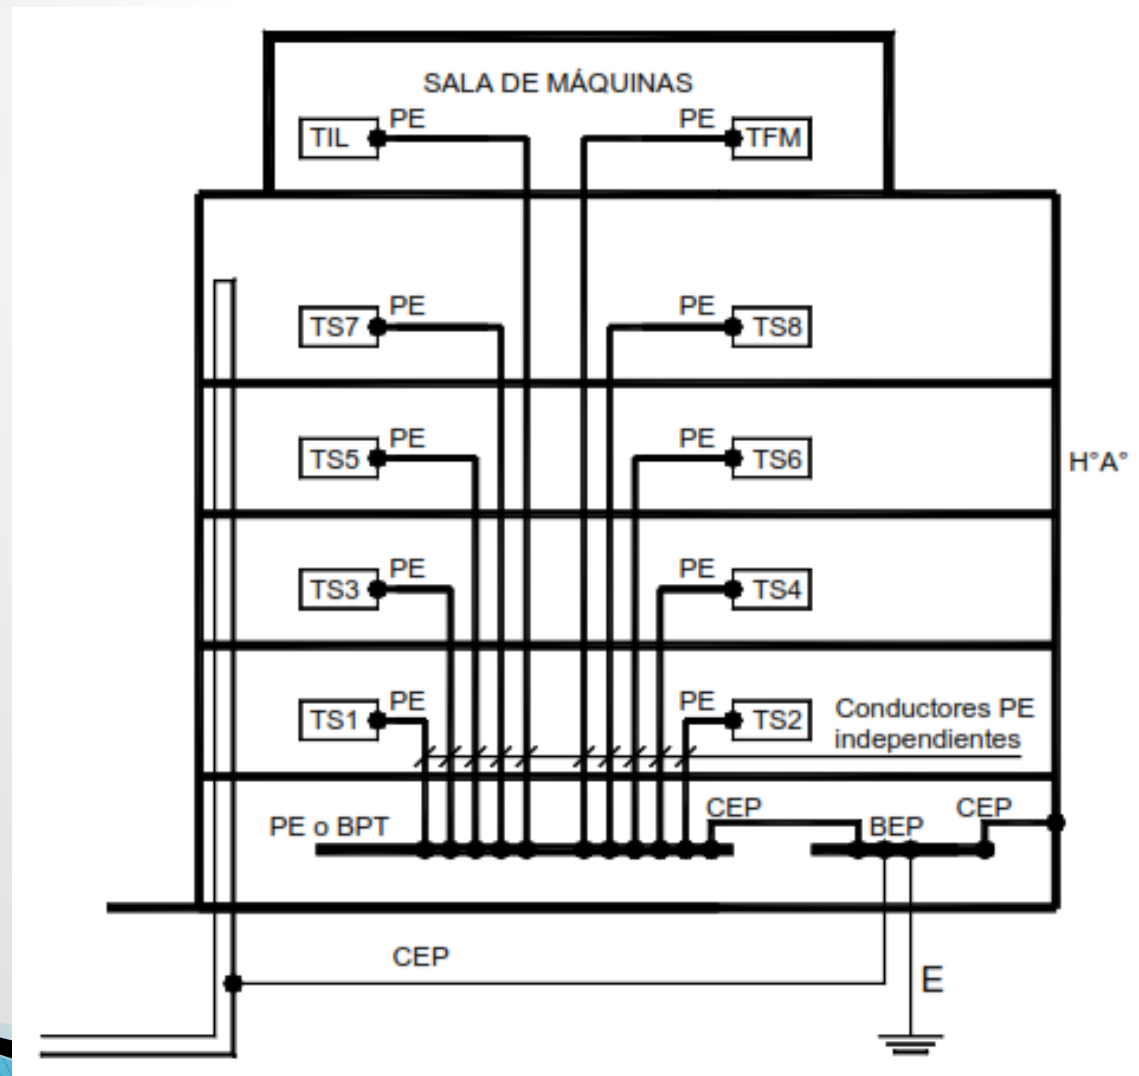 SALA DE MÁQUINAS
PE
PE
TIL
TFM
PE
PE
TS7
TS8
PE
PE
TS5
TS6
H°A°
PE
PE
TS3
TS4
PE
PE
TS1
TS2
Conductores PE
independientes
PE o BPT
CEP
BEP
CEP
CEP
E